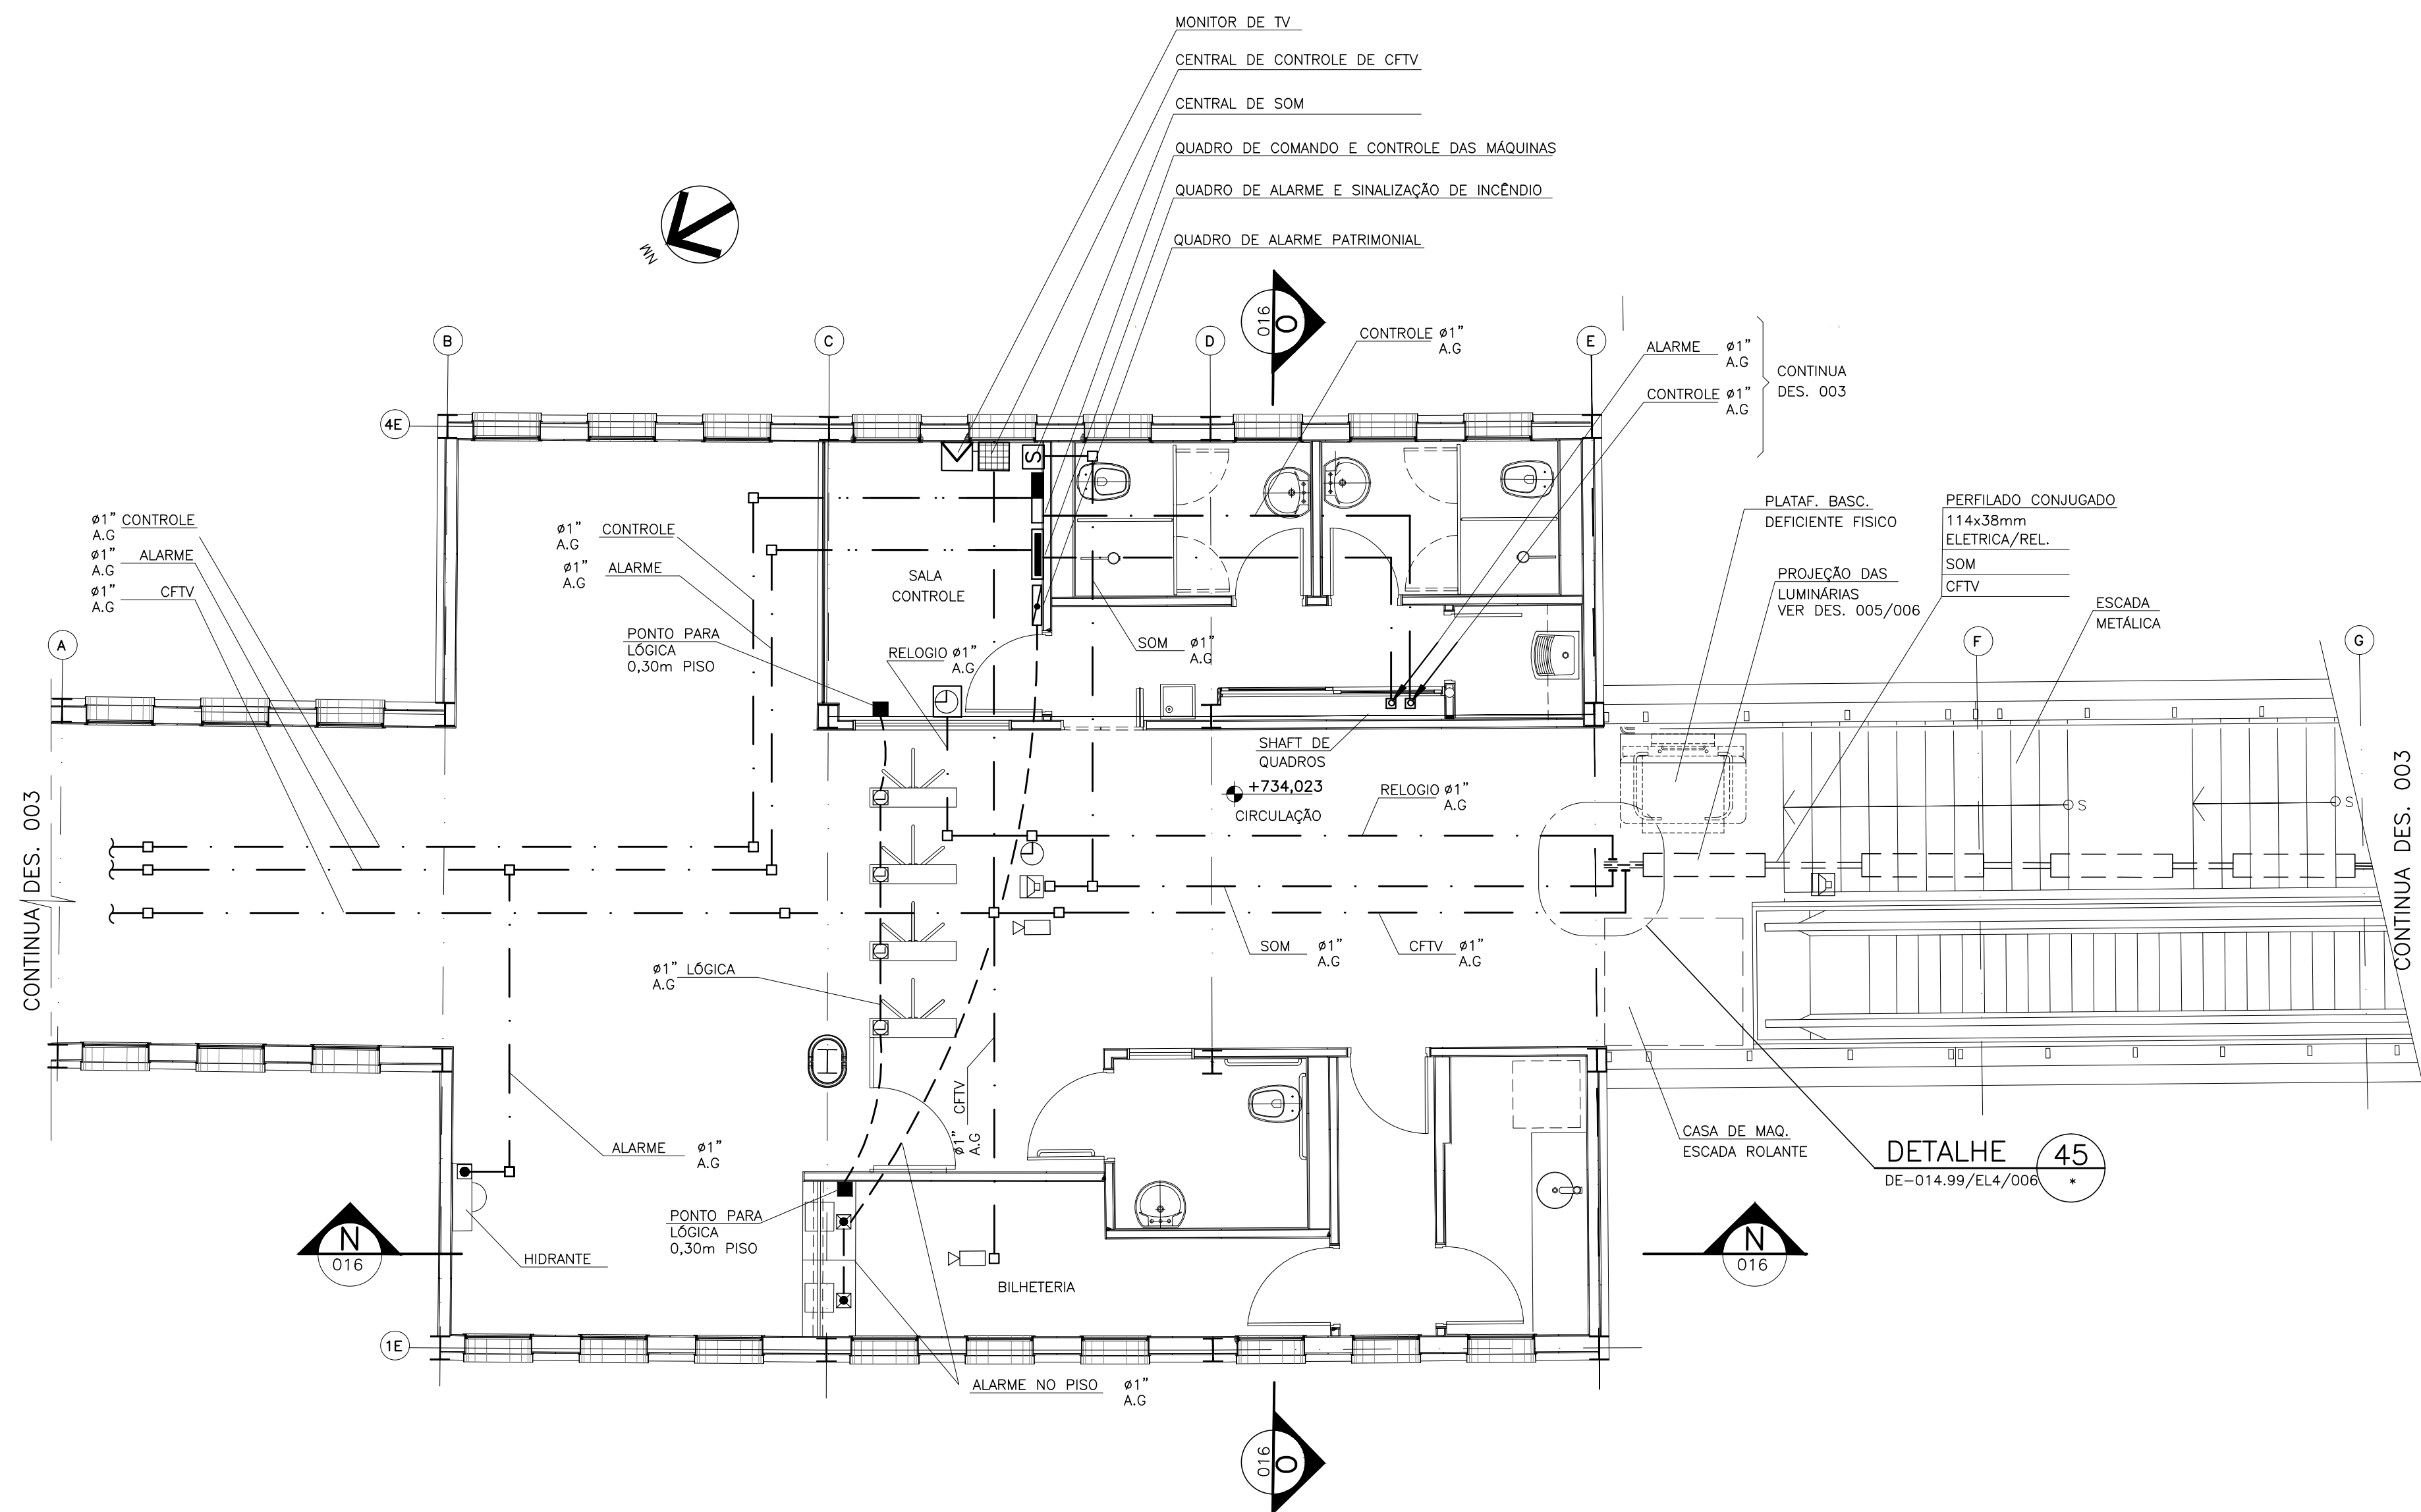 MONITOR DE TV
CENTRAL DE CONTROLE DE CFTV
CENTRAL DE SOM
QUADRO DE COMANDO E CONTROLE DAS MÁQUINAS
QUADRO DE ALARME E SINALIZAÇÃO DE INCÊNDIO
QUADRO DE ALARME PATRIMONIAL
NM
O
016
B
C
D
E
CONTROLE ø1"
A.G
ALARME ø1"
A.G
CONTROLE ø1"
A.G
CONTINUA
DES. 003
4E
S
ø1" CONTROLE
A.G
ø1" ALARME
A.G
ø1" CFTV
A.G
ø1" CONTROLE
A.G
ø1" ALARME
A.G
SALA
CONTROLE
PONTO PARA
LÓGICA
0,30m PISO
RELOGIO ø1"
A.G
SOM ø1"
A.G
PLATAF. BASC.
DEFICIENTE FISICO
PERFILADO CONJUGADO
114x38mm
ELETRICA/REL.
SOM
CFTV
PROJEÇÃO DAS
LUMINÁRIAS
VER DES. 005/006
ESCADA
METÁLICA
A
F
G
SHAFT DE
QUADROS
+734,023
CIRCULAÇÃO
RELOGIO ø1"
A.G
S
S
CONTINUA DES. 003
CONTINUA DES. 003
L
L
L
L
SOM ø1"
A.G
CFTV ø1"
A.G
ø1" LÓGICA
A.G
CFTV
ø1"
A.G
ALARME ø1"
A.G
CASA DE MAQ.
ESCADA ROLANTE
DETALHE 45
DE-014.99/EL4/006 *
PONTO PARA
LÓGICA
0,30m PISO
N
016
HIDRANTE
BILHETERIA
N
016
1E
ALARME NO PISO ø1"
A.G
O
016